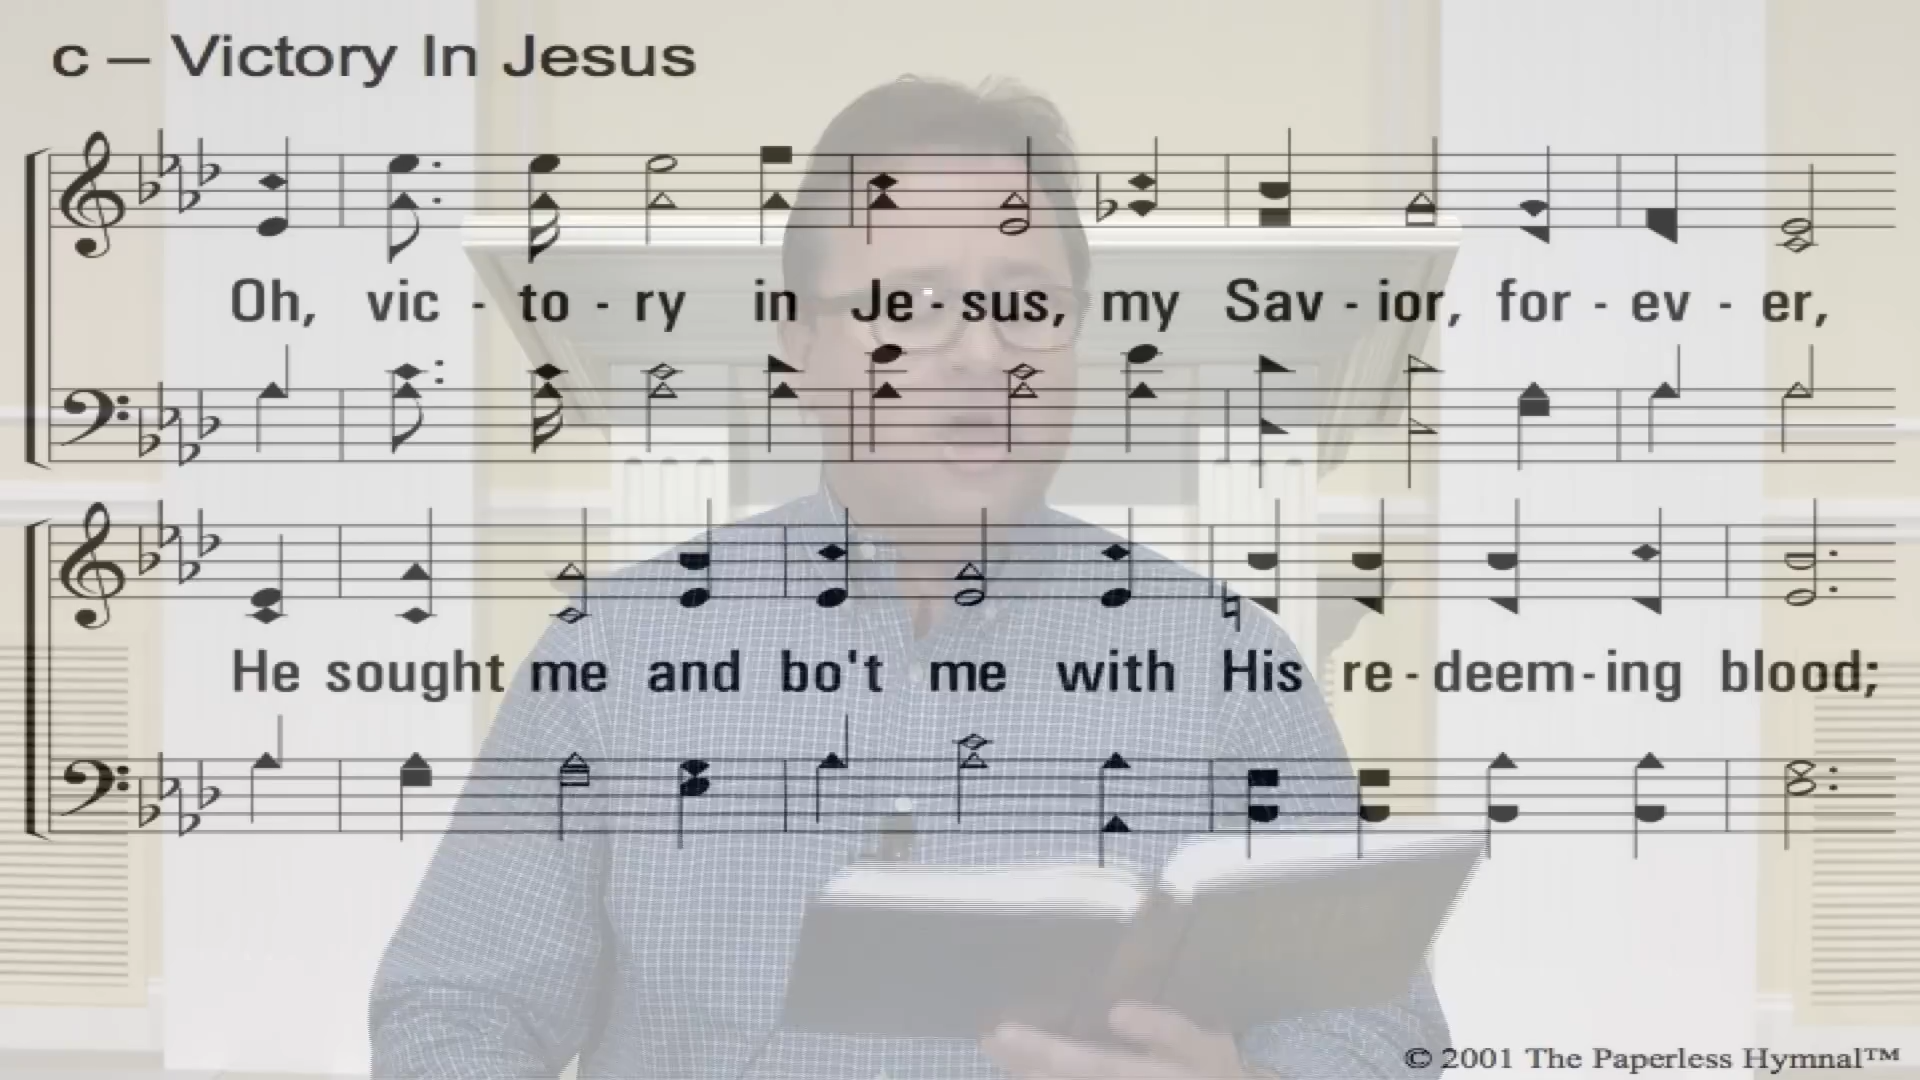 c – Victory In Jesus
Oh, vic - to - ry in Je - sus, my Sav - ior, for - ev - er,
He sought me and bo't me with His re - deem - ing blood;
© 2001 The Paperless Hymnal™